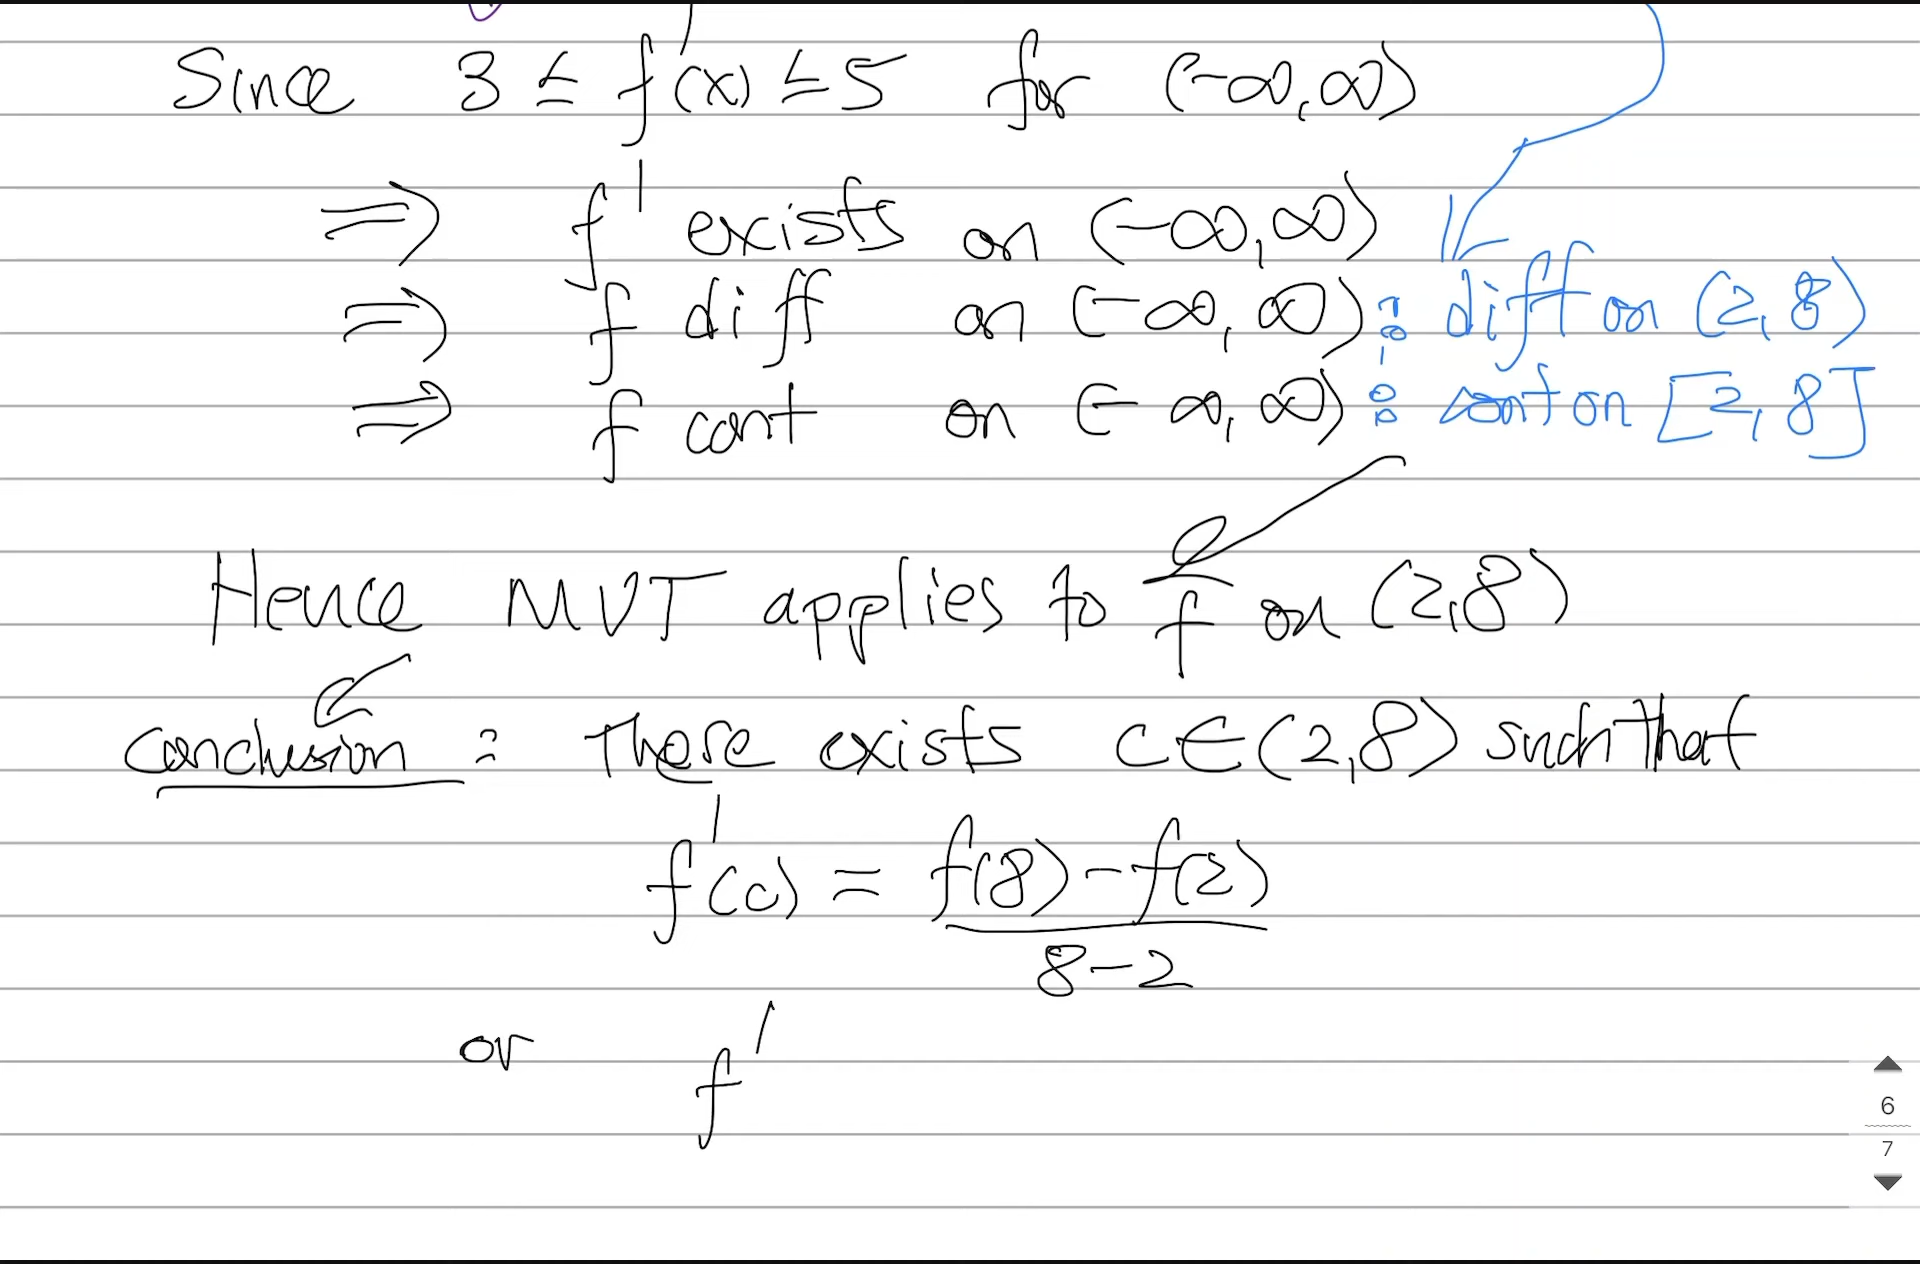 Since 3 ≤ f'(x) ≤ 5 for (-∞,∞)
⇒ f' exists on (-∞,∞)
⇒ f diff on (-∞,∞) : diff on (2,8)
⇒ f cont on (-∞,∞) : cont on [2,8]
Hence MVT applies to f on (2,8)
Conclusion : There exists c∈(2,8) such that
f'(c) = f(8)-f(2)
8-2
or f'
6
7